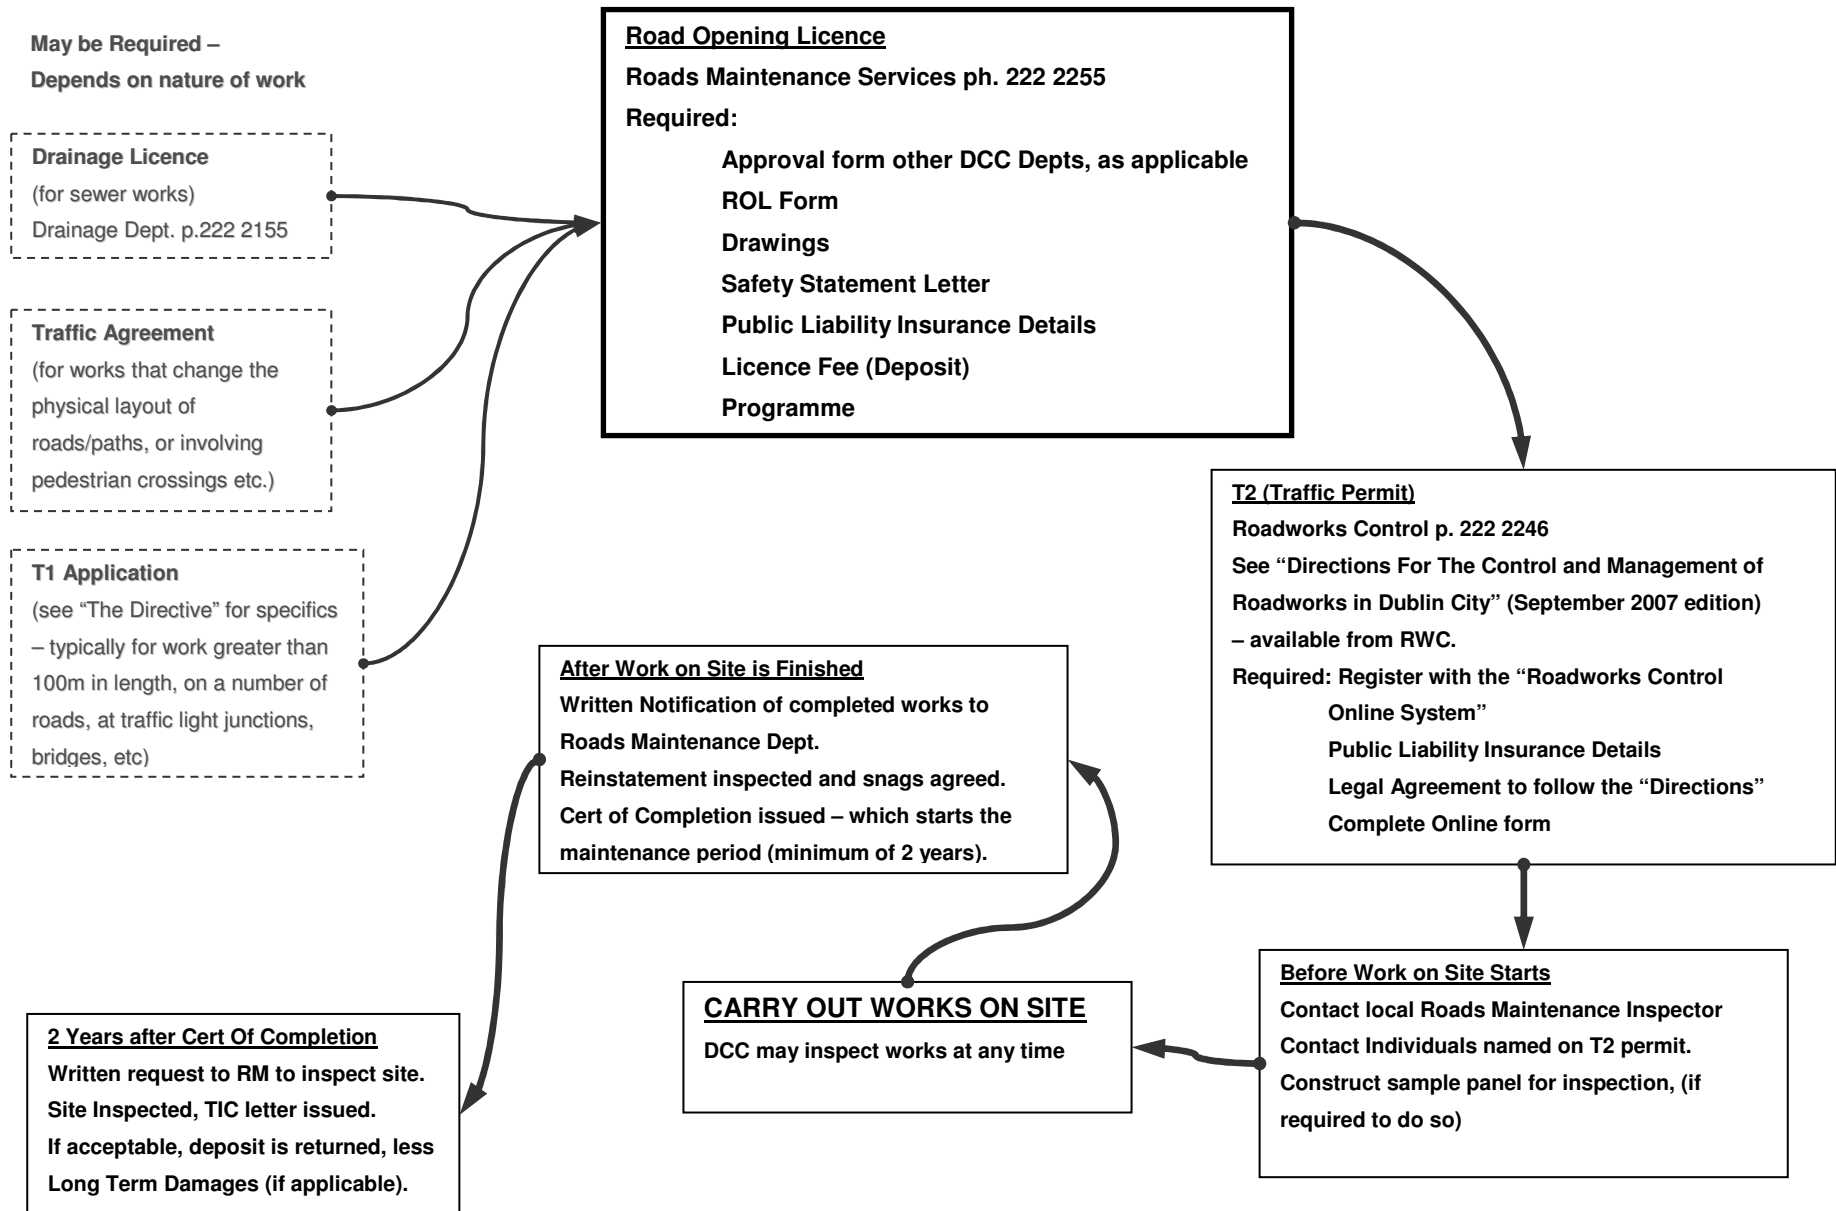 May be Required –
Depends on nature of work
Drainage Licence
(for sewer works)
Drainage Dept. p.222 2155
Traffic Agreement
(for works that change the
physical layout of
roads/paths, or involving
pedestrian crossings etc.)
T1 Application
(see “The Directive” for specifics
– typically for work greater than
100m in length, on a number of
roads, at traffic light junctions,
bridges, etc)
Road Opening Licence
Roads Maintenance Services ph. 222 2255
Required:
Approval form other DCC Depts, as applicable
ROL Form
Drawings
Safety Statement Letter
Public Liability Insurance Details
Licence Fee (Deposit)
Programme
T2 (Traffic Permit)
Roadworks Control p. 222 2246
See “Directions For The Control and Management of
Roadworks in Dublin City” (September 2007 edition)
– available from RWC.
Required: Register with the “Roadworks Control
Online System”
Public Liability Insurance Details
Legal Agreement to follow the “Directions”
Complete Online form
Before Work on Site Starts
Contact local Roads Maintenance Inspector
Contact Individuals named on T2 permit.
Construct sample panel for inspection, (if
required to do so)
CARRY OUT WORKS ON SITE
DCC may inspect works at any time
After Work on Site is Finished
Written Notification of completed works to
Roads Maintenance Dept.
Reinstatement inspected and snags agreed.
Cert of Completion issued – which starts the
maintenance period (minimum of 2 years).
2 Years after Cert Of Completion
Written request to RM to inspect site.
Site Inspected, TIC letter issued.
If acceptable, deposit is returned, less
Long Term Damages (if applicable).